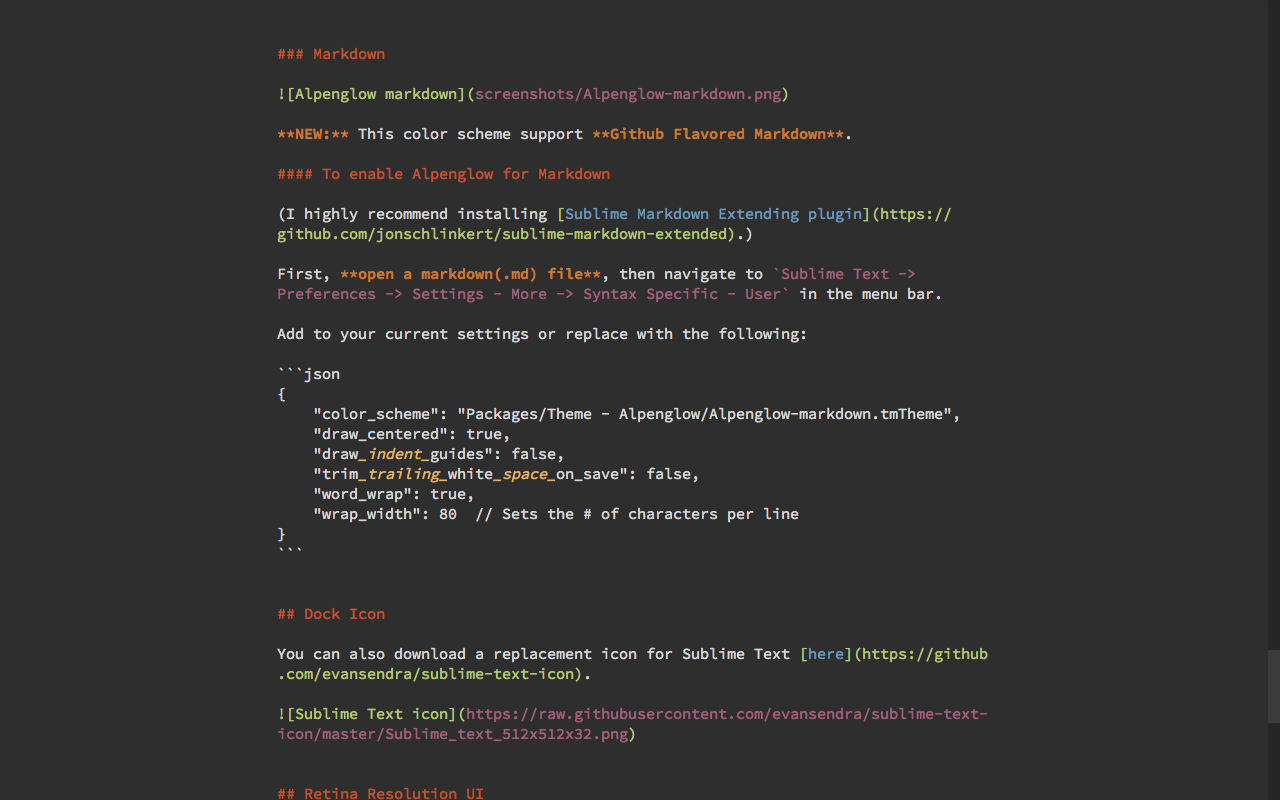 ### Markdown
![Alpenglow markdown](screenshots/Alpenglow-markdown.png)
**NEW:** This color scheme support **Github Flavored Markdown**.
#### To enable Alpenglow for Markdown
(I highly recommend installing [Sublime Markdown Extending plugin](https://
github.com/jonschlinkert/sublime-markdown-extended).)
First, **open a markdown(.md) file**, then navigate to `Sublime Text ->
Preferences -> Settings - More -> Syntax Specific - User` in the menu bar.
Add to your current settings or replace with the following:
```json
{
    "color_scheme": "Packages/Theme - Alpenglow/Alpenglow-markdown.tmTheme",
    "draw_centered": true,
    "draw_indent_guides": false,
    "trim_trailing_white_space_on_save": false,
    "word_wrap": true,
    "wrap_width": 80  // Sets the # of characters per line
}
```
## Dock Icon
You can also download a replacement icon for Sublime Text [here](https://github
.com/evansendra/sublime-text-icon).
![Sublime Text icon](https://raw.githubusercontent.com/evansendra/sublime-text-
icon/master/Sublime_text_512x512x32.png)
## Retina Resolution UI